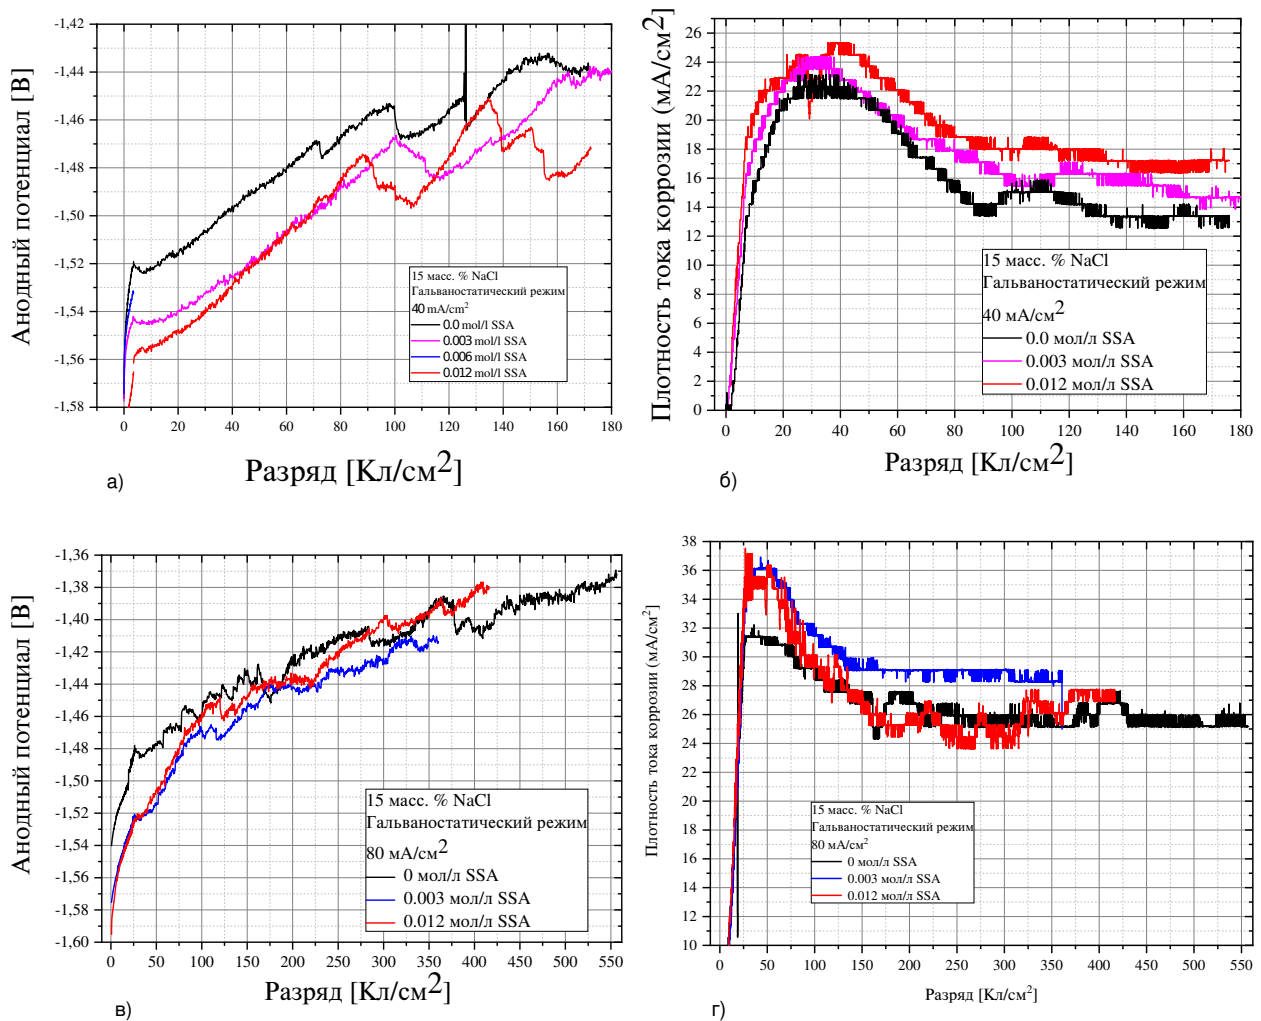 -1,42
-1,44
-1,46
-1,48
-1,50
-1,52
-1,54
-1,56
-1,58
0 20 40 60 80 100 120 140 160 180
Анодный потенциал [В]
Разряд [Кл/см2]
15 масс. % NaCl
Гальваностатический режим
40 mA/cm2
0.0 mol/l SSA
0.003 mol/l SSA
0.006 mol/l SSA
0.012 mol/l SSA
а)
26
24
22
20
18
16
14
12
10
8
6
4
2
0
0 20 40 60 80 100 120 140 160 180
Плотность тока коррозии (мА/см2)
Разряд [Кл/см2]
15 масс. % NaCl
Гальваностатический режим
40 мА/см2
0.0 мол/л SSA
0.003 мол/л SSA
0.012 мол/л SSA
б)
-1,36
-1,38
-1,40
-1,42
-1,44
-1,46
-1,48
-1,50
-1,52
-1,54
-1,56
-1,58
-1,60
0 50 100 150 200 250 300 350 400 450 500 550
Анодный потенциал [В]
Разряд [Кл/см2]
15 масс. % NaCl
Гальваностатический режим
80 мА/см2
0 мол/л SSA
0.003 мол/л SSA
0.012 мол/л SSA
в)
38
36
34
32
30
28
26
24
22
20
18
16
14
12
10
0 50 100 150 200 250 300 350 400 450 500 550
Плотность тока коррозии (мА/см2)
Разряд [Кл/см2]
15 масс. % NaCl
Гальваностатический режим
80 мА/см2
0 мол/л SSA
0.003 мол/л SSA
0.012 мол/л SSA
г)